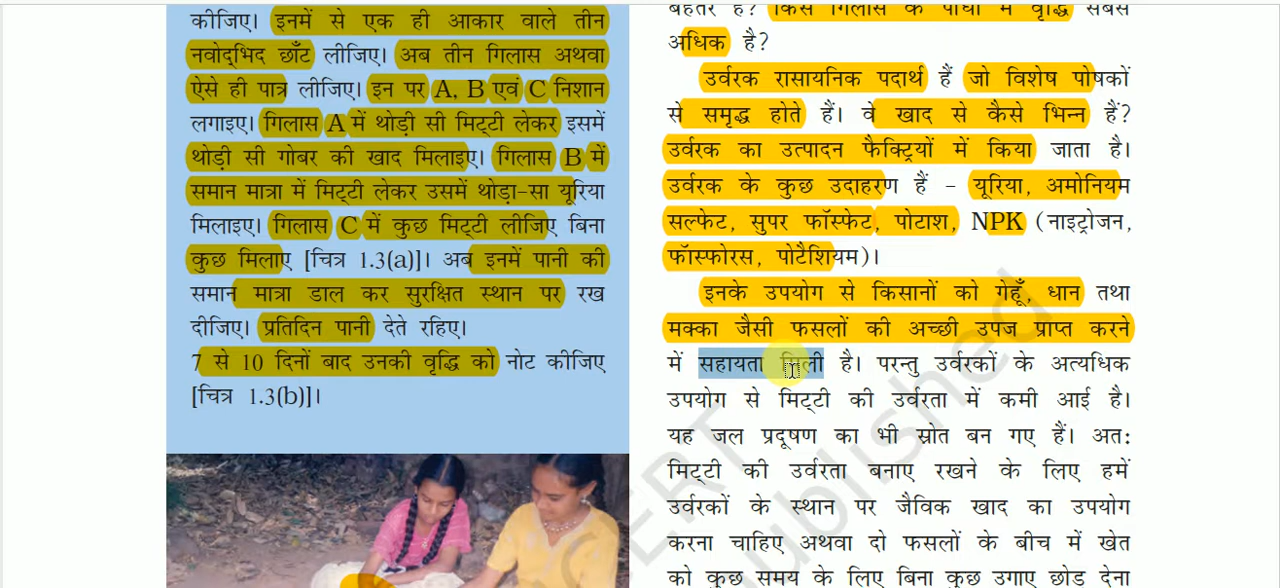 कीजिए। इनमें से एक ही आकार वाले तीन
नवोद्‌भिद छाँट लीजिए। अब तीन गिलास अथवा
ऐसे ही पात्र लीजिए। इन पर A, B एवं C निशान
लगाइए। गिलास A में थोड़ी सी मिट्‌टी लेकर इसमें
थोड़ी सी गोबर की खाद मिलाइए। गिलास B में
समान मात्रा में मिट्‌टी लेकर उसमें थोड़ा-सा यूरिया
मिलाइए। गिलास C में कुछ मिट्‌टी लीजिए बिना
कुछ मिलाए [चित्र 1.3(a)]। अब इनमें पानी की
समान मात्रा डाल कर सुरक्षित स्थान पर रख
दीजिए। प्रतिदिन पानी देते रहिए।
7 से 10 दिनों बाद उनकी वृद्धि को नोट कीजिए
[चित्र 1.3(b)]।
बेहतर है? किस गिलास के पौधों में वृद्धि सबसे
अधिक है?
उर्वरक रासायनिक पदार्थ हैं जो विशेष पोषकों
से समृद्ध होते हैं। वे खाद से कैसे भिन्न हैं?
उर्वरक का उत्पादन फैक्ट्रियों में किया जाता है।
उर्वरक के कुछ उदाहरण हैं – यूरिया, अमोनियम
सल्फेट, सुपर फॉस्फेट, पोटाश, NPK (नाइट्रोजन,
फॉस्फोरस, पोटैशियम)।
इनके उपयोग से किसानों को गेहूँ, धान तथा
मक्का जैसी फसलों की अच्छी उपज प्राप्त करने
में सहायता मिली है। परन्तु उर्वरकों के अत्यधिक
उपयोग से मिट्‌टी की उर्वरता में कमी आई है।
यह जल प्रदूषण का भी स्रोत बन गए हैं। अत:
मिट्‌टी की उर्वरता बनाए रखने के लिए हमें
उर्वरकों के स्थान पर जैविक खाद का उपयोग
करना चाहिए अथवा दो फसलों के बीच में खेत
को कुछ समय के लिए बिना कुछ उगाए छोड़ देना